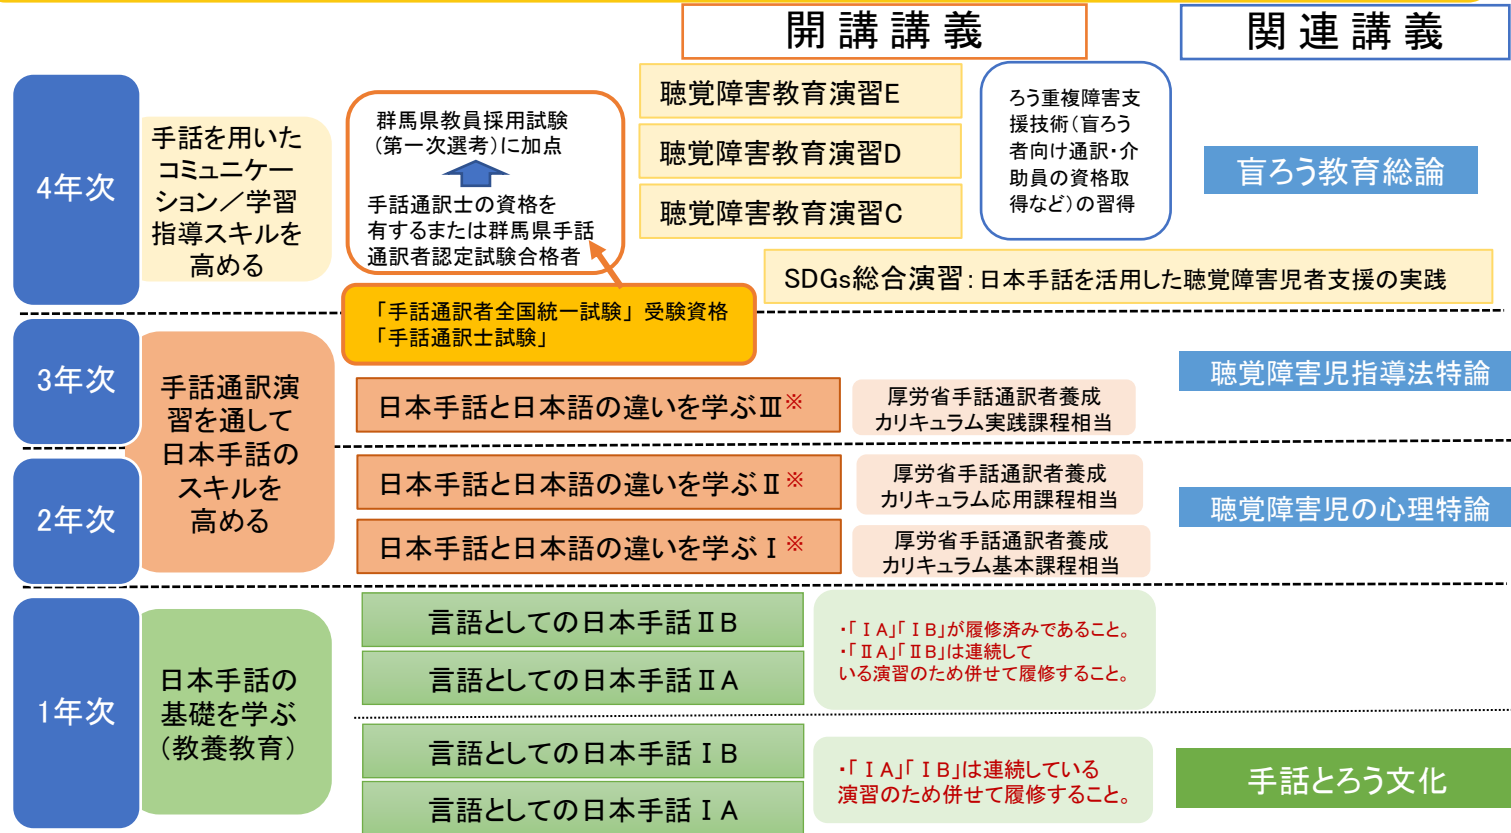 開講講義
関連講義
4年次
手話を用いた
コミュニケー
ション／学習
指導スキルを
高める
群馬県教員採用試験
(第一次選考)に加点
手話通訳士の資格を
有するまたは群馬県手話
通訳者認定試験合格者
聴覚障害教育演習E
聴覚障害教育演習D
聴覚障害教育演習C
ろう重複障害支
援技術(盲ろう
者向け通訳・介
助員の資格取
得など)の習得
盲ろう教育総論
SDGs総合演習：日本手話を活用した聴覚障害児者支援の実践
「手話通訳者全国統一試験」受験資格
「手話通訳士試験」
3年次
手話通訳演
習を通して
日本手話の
スキルを
高める
日本手話と日本語の違いを学ぶⅢ※
厚労省手話通訳者養成
カリキュラム実践課程相当
聴覚障害児指導法特論
2年次
日本手話と日本語の違いを学ぶⅡ※
厚労省手話通訳者養成
カリキュラム応用課程相当
日本手話と日本語の違いを学ぶⅠ※
厚労省手話通訳者養成
カリキュラム基本課程相当
聴覚障害児の心理特論
1年次
日本手話の
基礎を学ぶ
（教養教育）
言語としての日本手話ⅡB
言語としての日本手話ⅡA
・「ⅠA」「ⅠB」が履修済みであること。
・「ⅡA」「ⅡB」は連続して
いる演習のため併せて履修すること。
言語としての日本手話ⅠB
言語としての日本手話ⅠA
・「ⅠA」「ⅠB」は連続している
演習のため併せて履修すること。
手話とろう文化